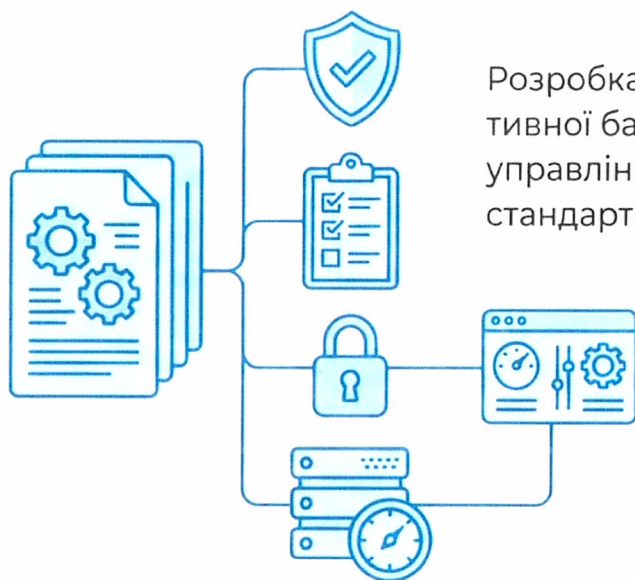 Розробка
тивної ба
управлін
стандарт